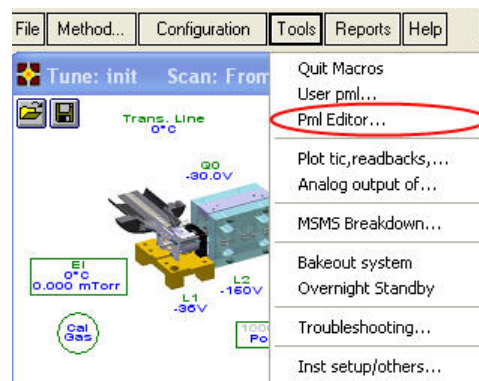 File Method... Configuration Tools Reports Help
Tune: init Scan: From
Quit Macros
User pml...
Pml Editor...
Plot tic,readbacks,...
Analog output of...
MSMS Breakdown...
Bakeout system
Overnight Standby
Troubleshooting...
Inst setup/others...
Trans. Line
0°C
Q0
-30.0V
EI
0°C
0.000 mTorr
L2
-160V
L1
-36V
Cal
Gas
100
Po